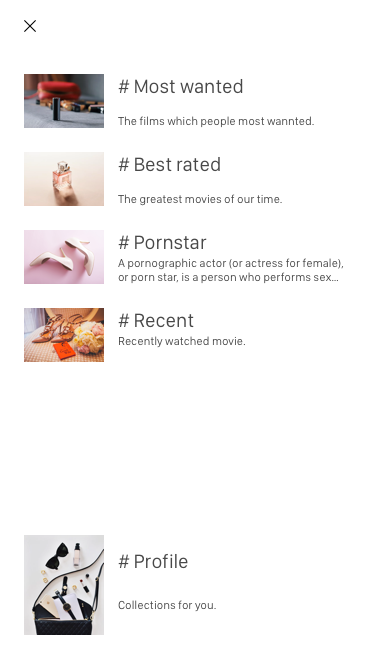 # Most wanted
The films which people most wannted.
# Best rated
The greatest movies of our time.
# Pornstar
A pornographic actor (or actress for female),
or porn star, is a person who performs sex...
# Recent
Recently watched movie.
# Profile
Collections for you.